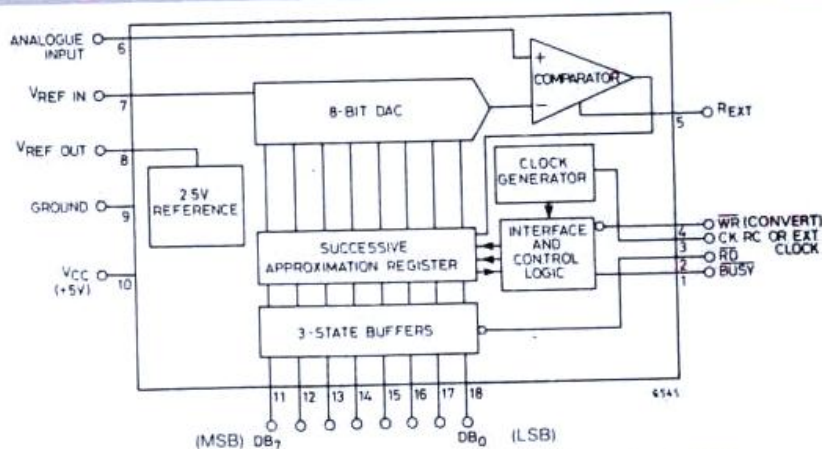 ANALOGUE
INPUT
6
VREF IN
7
8-BIT DAC
+
COMPARATOR
−
5
REXT
VREF OUT
8
2·5V
REFERENCE
GROUND
9
CLOCK
GENERATOR
VCC
(+5V)
10
SUCCESSIVE
APPROXIMATION REGISTER
INTERFACE
AND
CONTROL
LOGIC
WR (CONVERT)
4
CK RC OR EXT
3
CLOCK
RD
2
BUSY
1
3-STATE BUFFERS
11 12 13 14 15 16 17 18
6545
(MSB) DB7 DB0 (LSB)